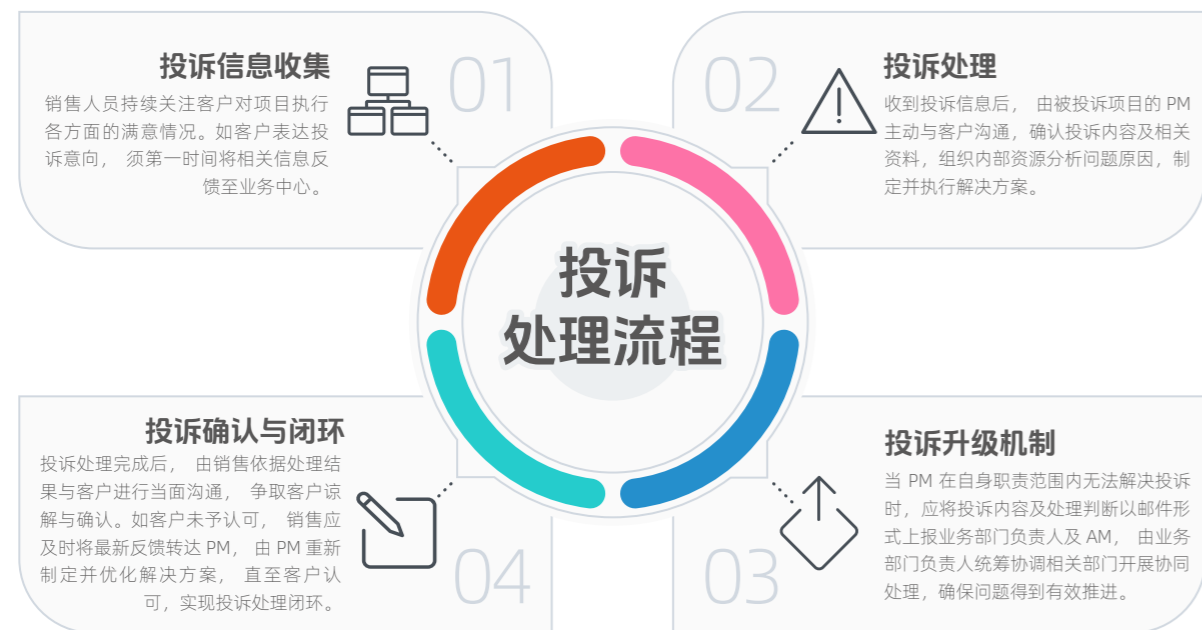 投诉信息收集
01
销售人员持续关注客户对项目执行
各方面的满意情况。如客户表达投
诉意向， 须第一时间将相关信息反
馈至业务中心。
02
投诉处理
收到投诉信息后， 由被投诉项目的 PM
主动与客户沟通，确认投诉内容及相关
资料，组织内部资源分析问题原因，制
定并执行解决方案。
投诉
处理流程
投诉升级机制
当 PM 在自身职责范围内无法解决投诉
时，应将投诉内容及处理判断以邮件形
式上报业务部门负责人及 AM， 由业务
部门负责人统筹协调相关部门开展协同
处理，确保问题得到有效推进。
03
投诉确认与闭环
投诉处理完成后， 由销售依据处理结
果与客户进行当面沟通， 争取客户谅
解与确认。如客户未予认可， 销售应
及时将最新反馈转达 PM， 由 PM 重新
制定并优化解决方案， 直至客户认
可，实现投诉处理闭环。
04